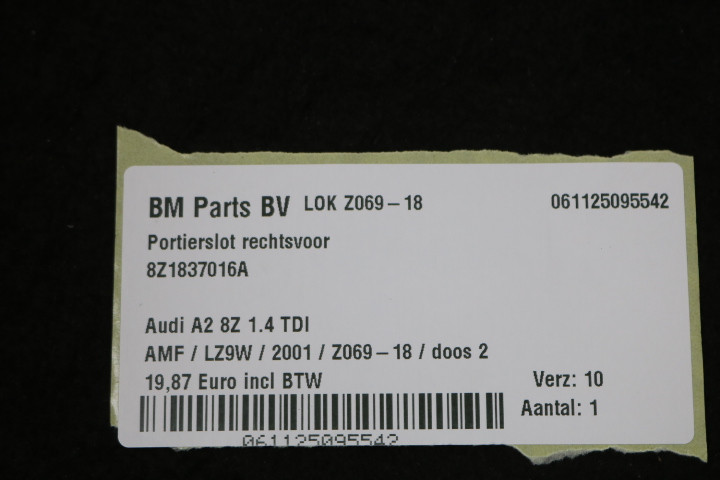 BM Parts BV LOK Z069-18 061125095542
Portierslot rechtsvoor
8Z1837016A
Audi A2 8Z 1.4 TDI
AMF / LZ9W / 2001 / Z069-18 / doos 2
19,87 Euro incl BTW Verz: 10
Aantal: 1
061125095542